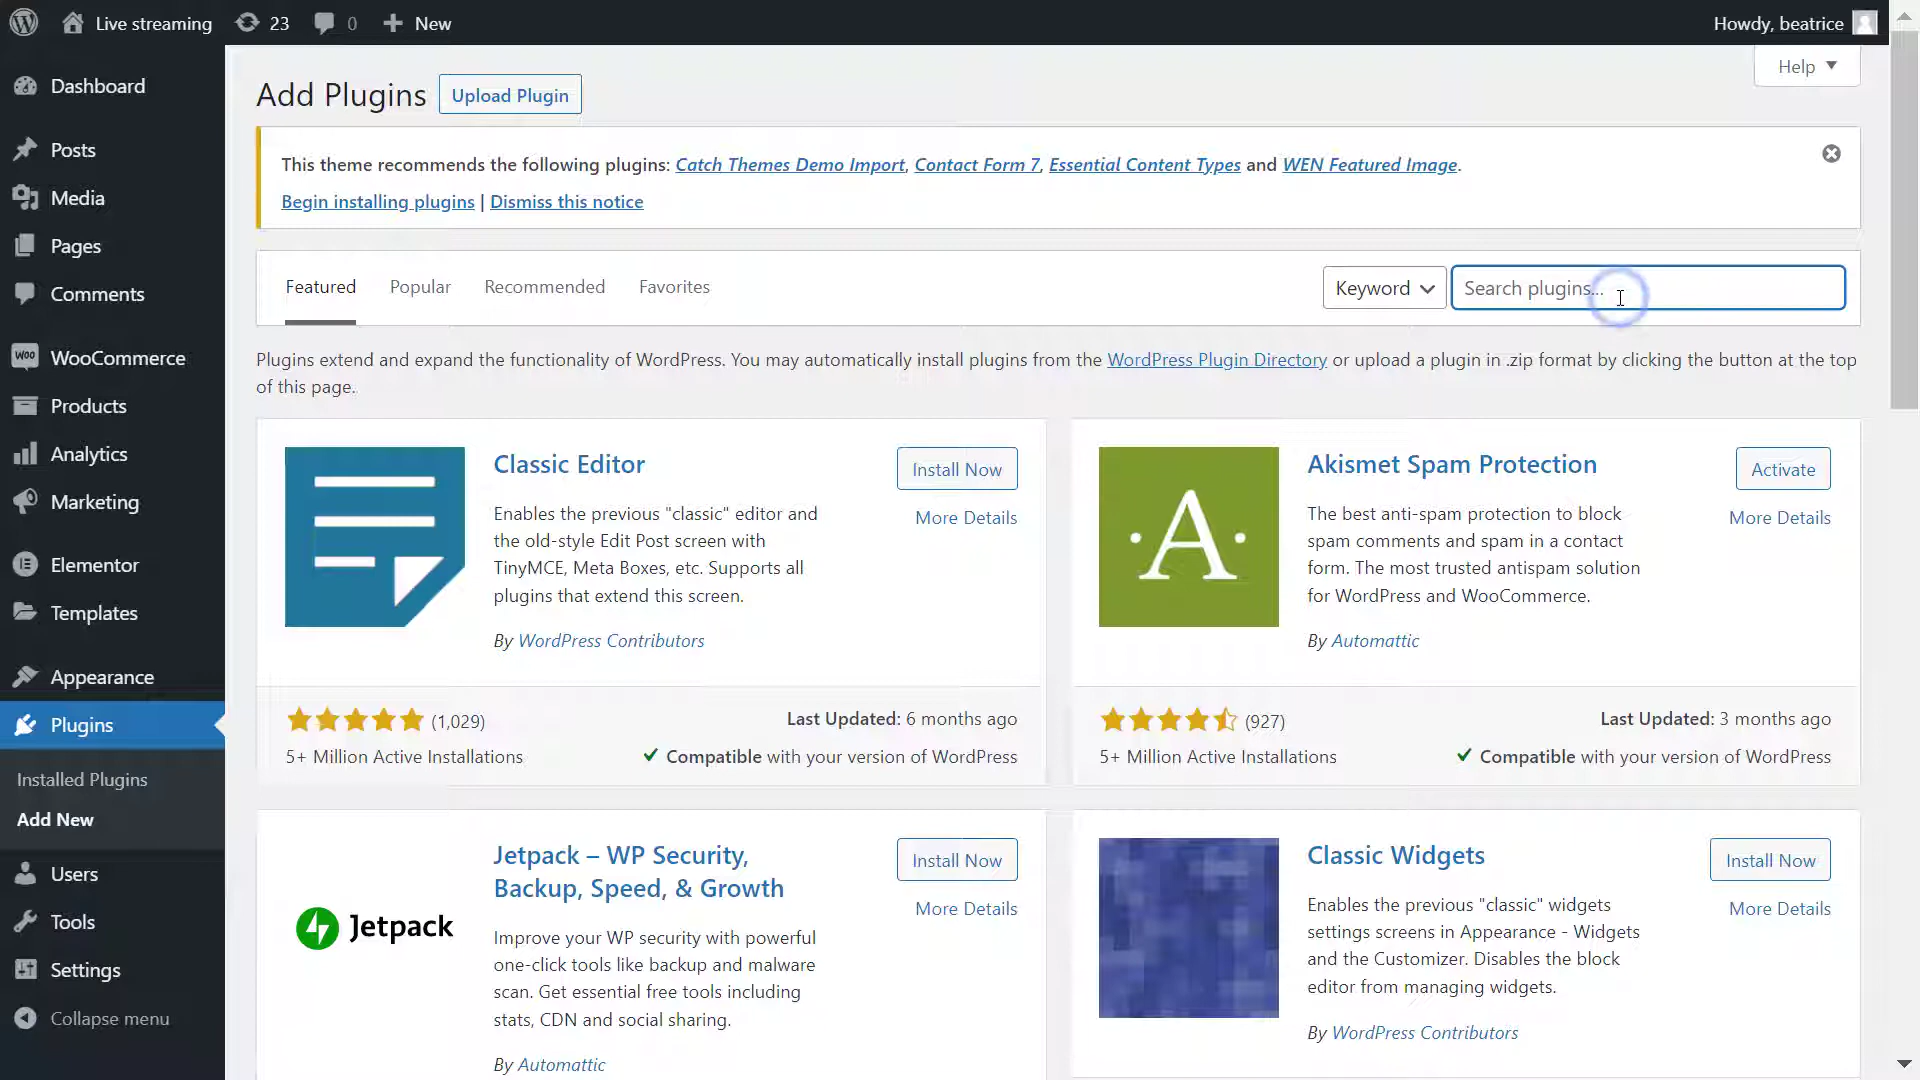 Live streaming
23
0
New
Howdy, beatrice
Dashboard
Posts
Media
Pages
Comments
WOO
WooCommerce
Products
Analytics
Marketing
Elementor
Templates
Appearance
Plugins
Installed Plugins
Add New
Users
Tools
Settings
Collapse menu
Help
Add Plugins
Upload Plugin
This theme recommends the following plugins: Catch Themes Demo Import, Contact Form 7, Essential Content Types and WEN Featured Image.
Begin installing plugins | Dismiss this notice
Featured
Popular
Recommended
Favorites
Keyword
Search plugins...
Plugins extend and expand the functionality of WordPress. You may automatically install plugins from the WordPress Plugin Directory or upload a plugin in .zip format by clicking the button at the top
of this page.
Classic Editor
Install Now
More Details
Enables the previous "classic" editor and
the old-style Edit Post screen with
TinyMCE, Meta Boxes, etc. Supports all
plugins that extend this screen.
By WordPress Contributors
(1,029)
Last Updated: 6 months ago
5+ Million Active Installations
Compatible with your version of WordPress
A
Akismet Spam Protection
Activate
More Details
The best anti-spam protection to block
spam comments and spam in a contact
form. The most trusted antispam solution
for WordPress and WooCommerce.
By Automattic
(927)
Last Updated: 3 months ago
5+ Million Active Installations
Compatible with your version of WordPress
Jetpack
Jetpack – WP Security,
Backup, Speed, & Growth
Install Now
More Details
Improve your WP security with powerful
one-click tools like backup and malware
scan. Get essential free tools including
stats, CDN and social sharing.
By Automattic
Classic Widgets
Install Now
More Details
Enables the previous "classic" widgets
settings screens in Appearance - Widgets
and the Customizer. Disables the block
editor from managing widgets.
By WordPress Contributors